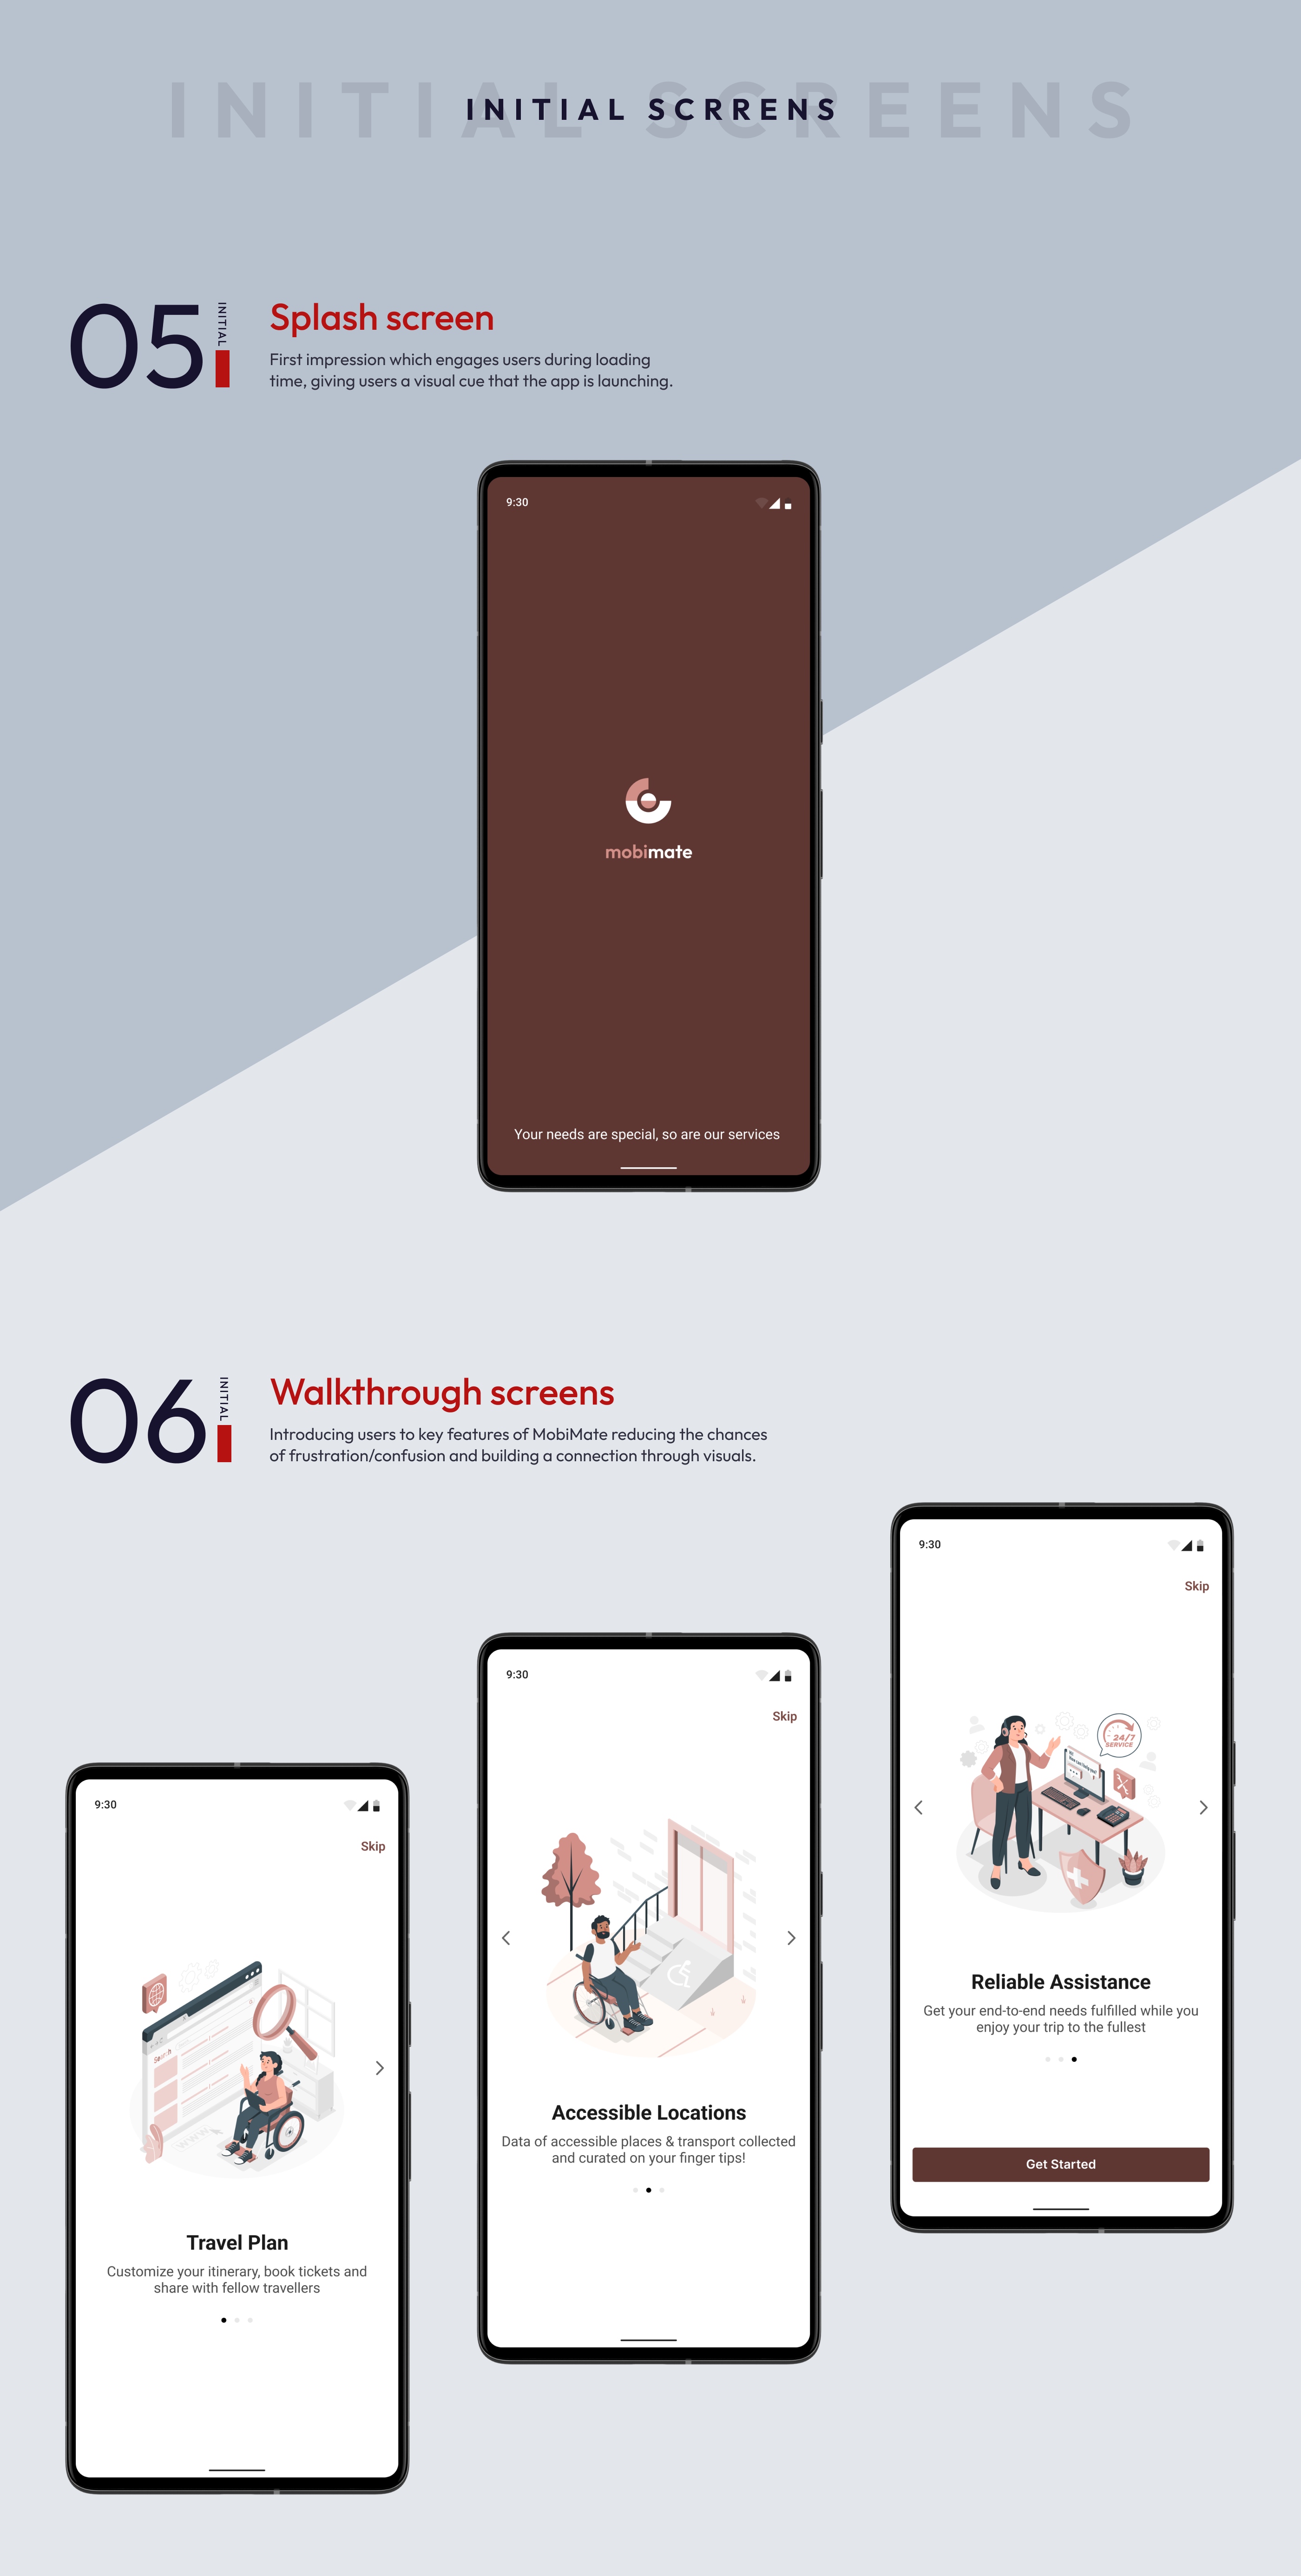 INITIAL SCREENS
INITIAL SCRRENS
05
INITIAL
Splash screen
First impression which engages users during loading
time, giving users a visual cue that the app is launching.
9:30
mobimate
Your needs are special, so are our services
06
INITIAL
Walkthrough screens
Introducing users to key features of MobiMate reducing the chances
of frustration/confusion and building a connection through visuals.
9:30
Skip
WWW
Travel Plan
Customize your itinerary, book tickets and
share with fellow travellers
9:30
Skip
Accessible Locations
Data of accessible places & transport collected
and curated on your finger tips!
9:30
Skip
24/7
SERVICE
Reliable Assistance
Get your end-to-end needs fulfilled while you
enjoy your trip to the fullest
Get Started